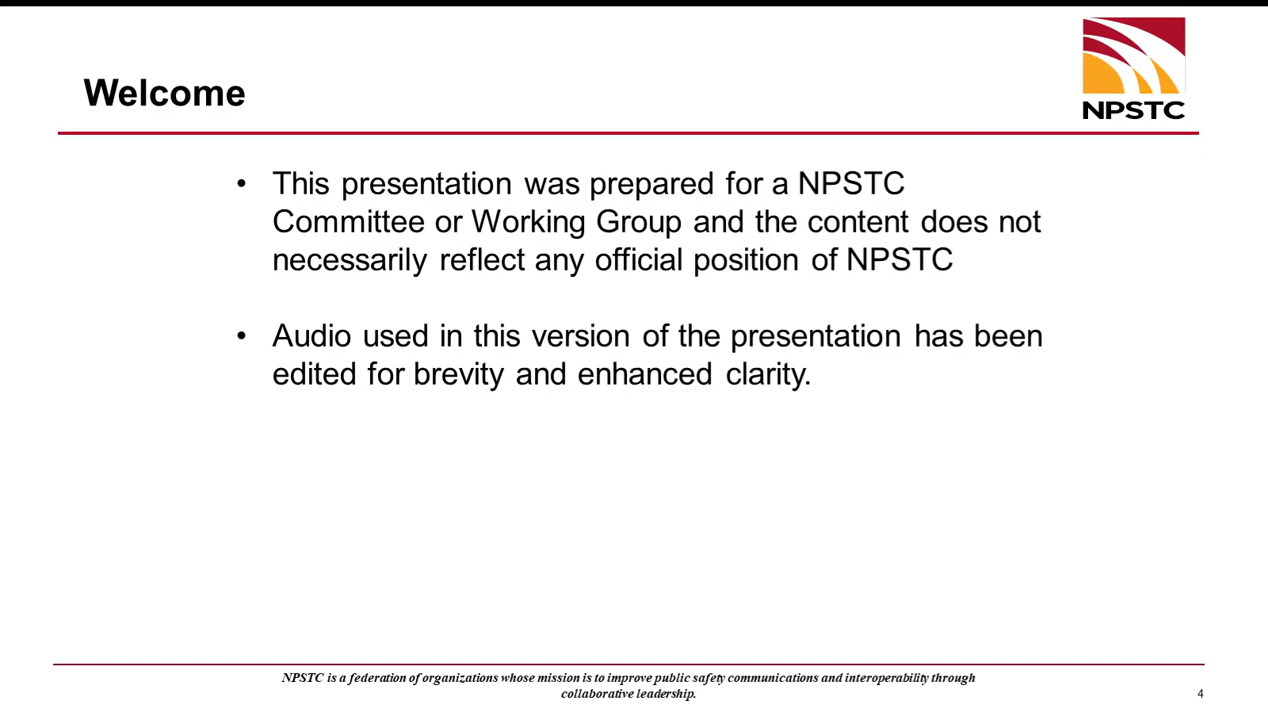 NPSTC
Welcome
• This presentation was prepared for a NPSTC
Committee or Working Group and the content does not
necessarily reflect any official position of NPSTC
• Audio used in this version of the presentation has been
edited for brevity and enhanced clarity.
NPSTC is a federation of organizations whose mission is to improve public safety communications and interoperability through
collaborative leadership.
4